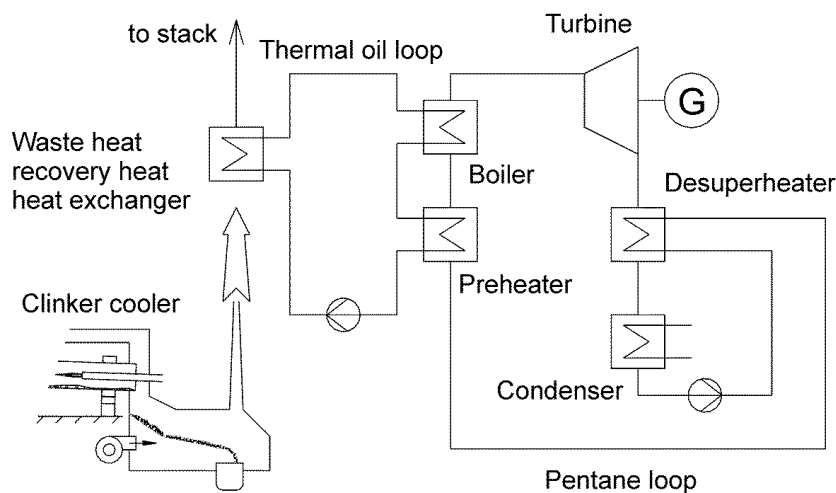 to stack
Thermal oil loop
Turbine
G
Waste heat
recovery heat
heat exchanger
Boiler
Desuperheater
Preheater
Clinker cooler
Condenser
Pentane loop